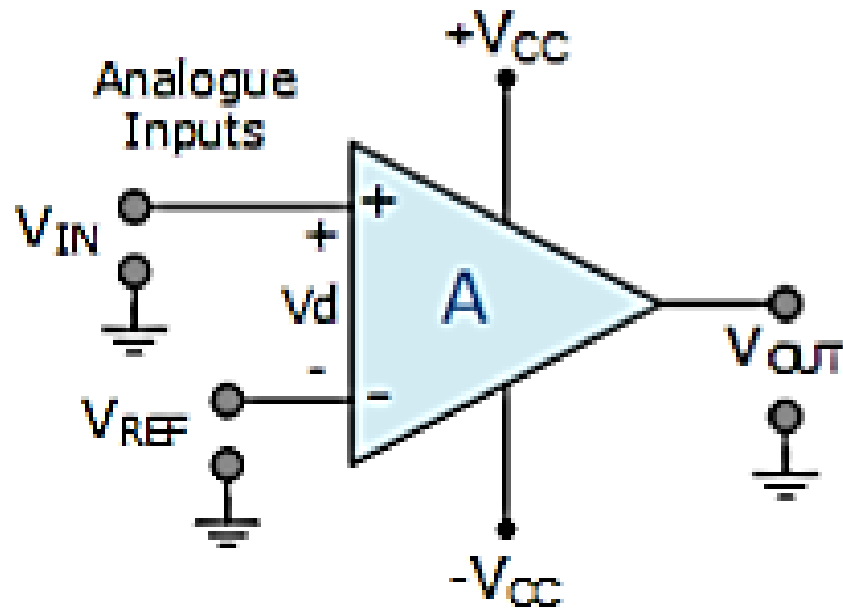 +VCC
Analogue
Inputs
+
VIN
+
Vd
A
VOUT
-
-
VREF
-VCC